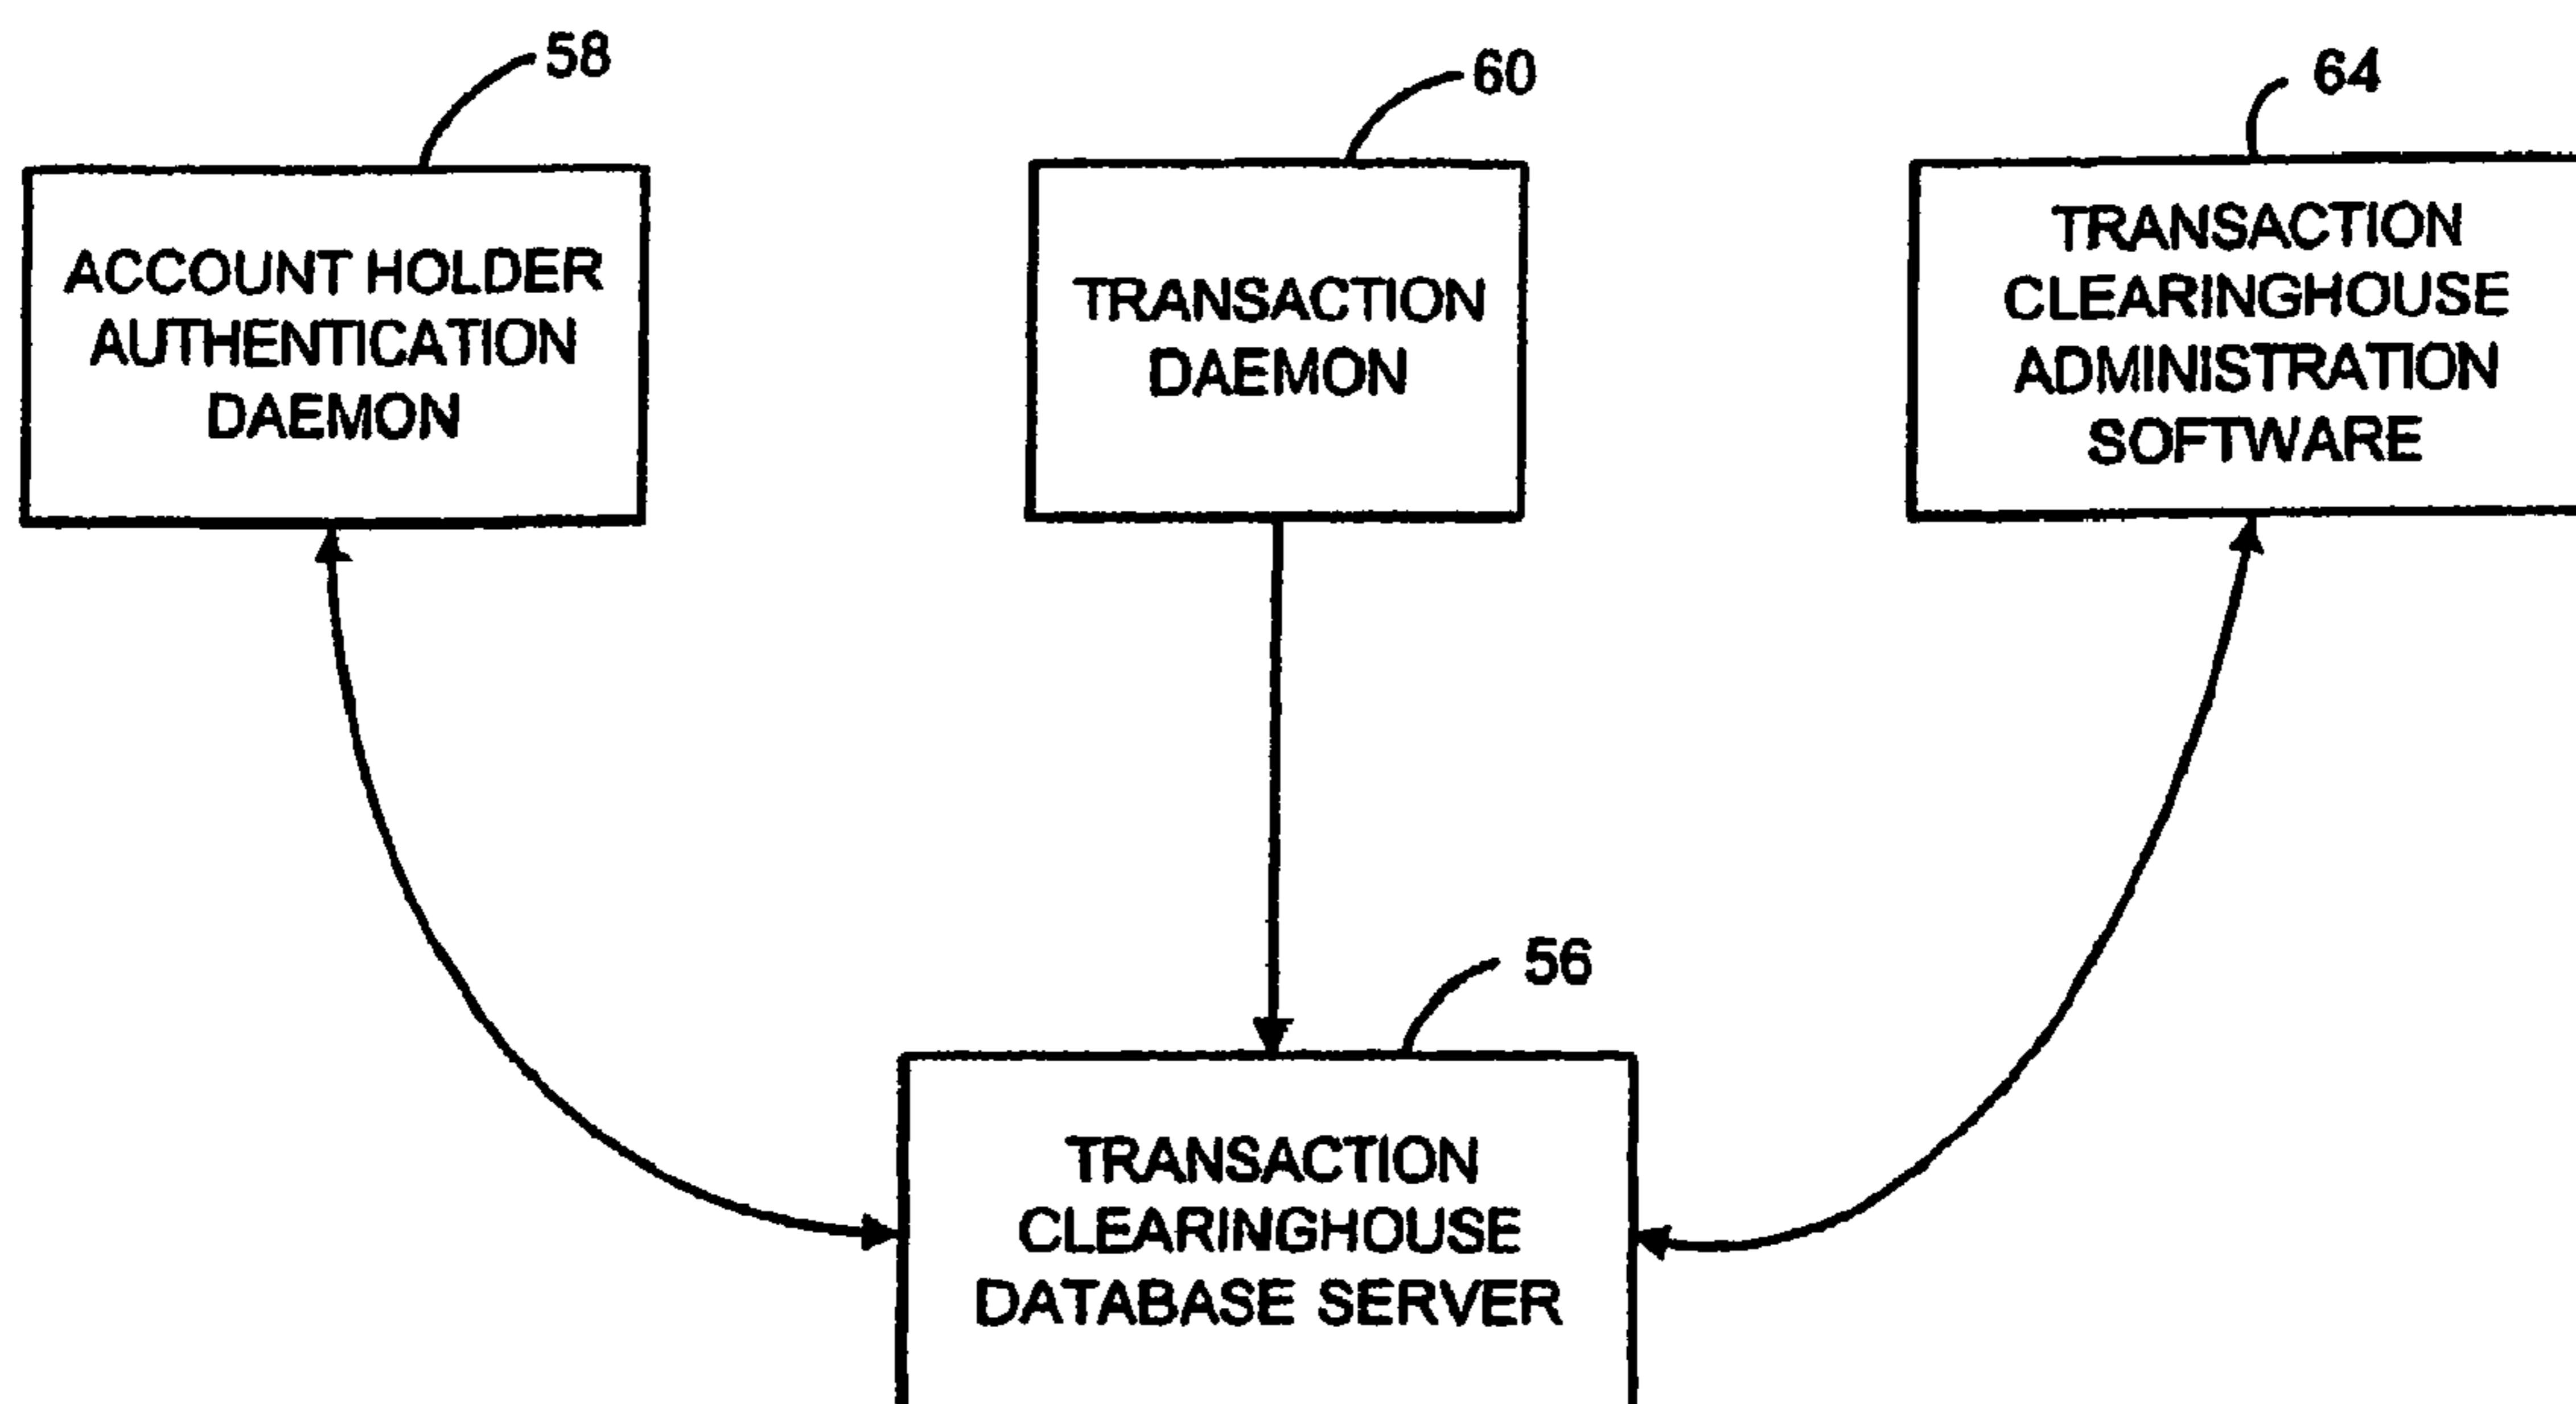 58
60
64
ACCOUNT HOLDER
AUTHENTICATION
DAEMON
TRANSACTION
DAEMON
TRANSACTION
CLEARINGHOUSE
ADMINISTRATION
SOFTWARE
56
TRANSACTION
CLEARINGHOUSE
DATABASE SERVER